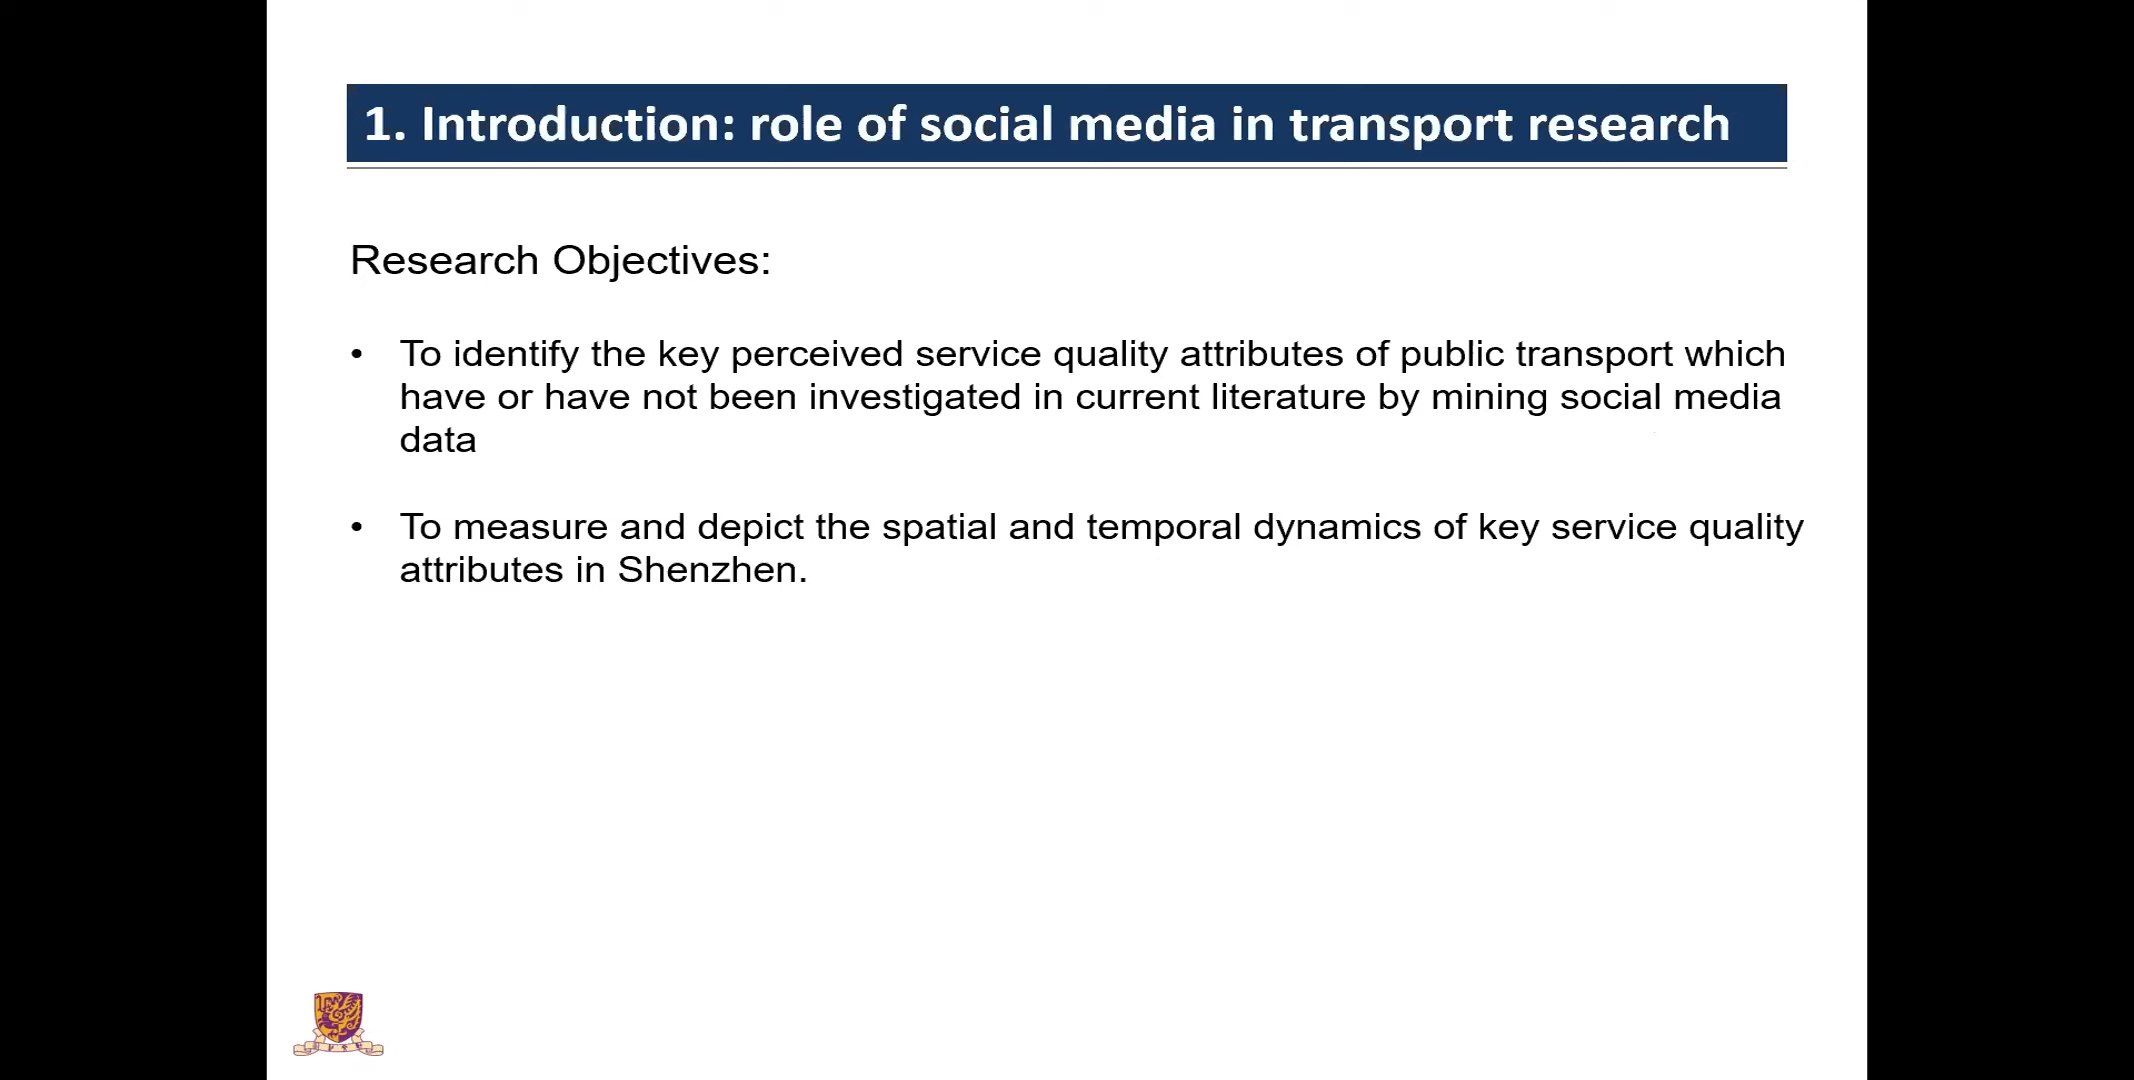 1. Introduction: role of social media in transport research
Research Objectives:
• To identify the key perceived service quality attributes of public transport which
have or have not been investigated in current literature by mining social media
data
• To measure and depict the spatial and temporal dynamics of key service quality
attributes in Shenzhen.